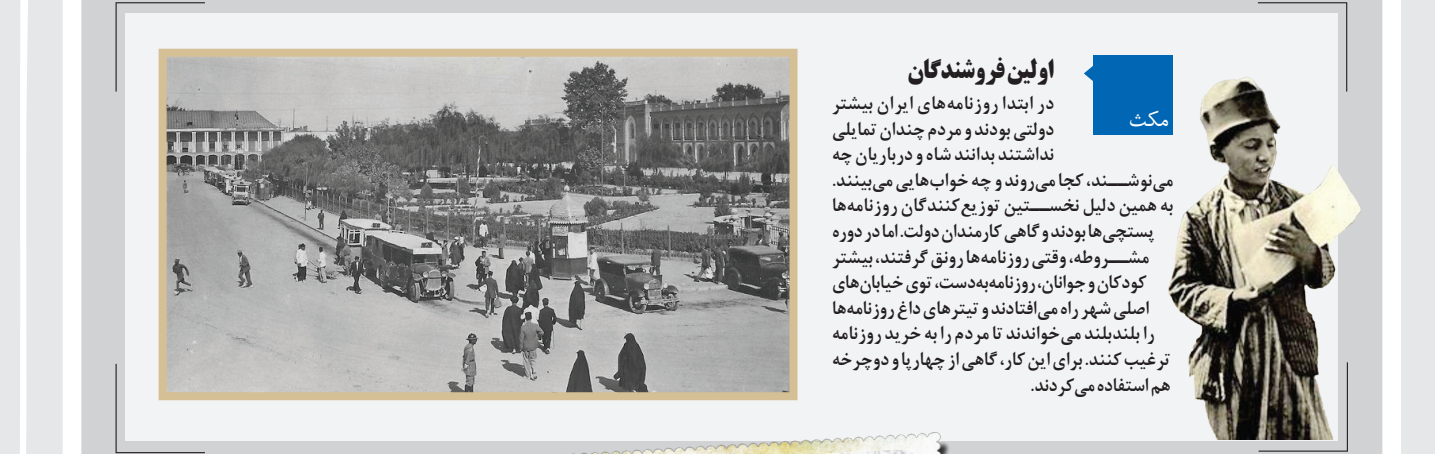 مکث
اولین فروشندگان
در ابتدا روزنامه‌های ایران بیشتر
دولتی بودند و مردم چندان تمایلی
نداشتند بدانند شاه و درباریان چه
می‌نوشـــند، کجا می‌روند و چه خواب‌هایی می‌بینند.
به همین دلیل نخســـتین توزیع‌کنندگان روزنامه‌ها
پستچی‌ها بودند و گاهی کارمندان دولت. اما در دوره
مشـــروطه، وقتی روزنامه‌ها رونق گرفتند، بیشتر
کودکان و جوانان، روزنامه‌به‌دست، توی خیابان‌های
اصلی شهر راه می‌افتادند و تیترهای داغ روزنامه‌ها
را بلندبلند می‌خواندند تا مردم را به خرید روزنامه
ترغیب کنند. برای این کار، گاهی از چهارپا و دوچرخه
هم استفاده می‌کردند.